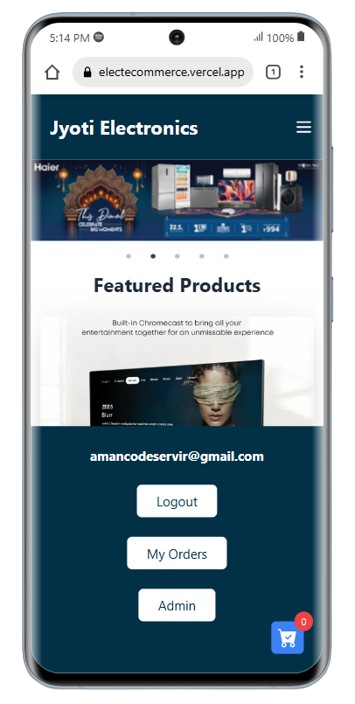 5:14 PM
100%
electecommerce.vercel.app
1
Jyoti Electronics
Haier
This Diwali
CELEBRATE
BIG MOMENTS
Featured Products
Built-in Chromecast to bring all your
entertainment together for an unmissable experience
Blur
amancodeservir@gmail.com
Logout
My Orders
Admin
0